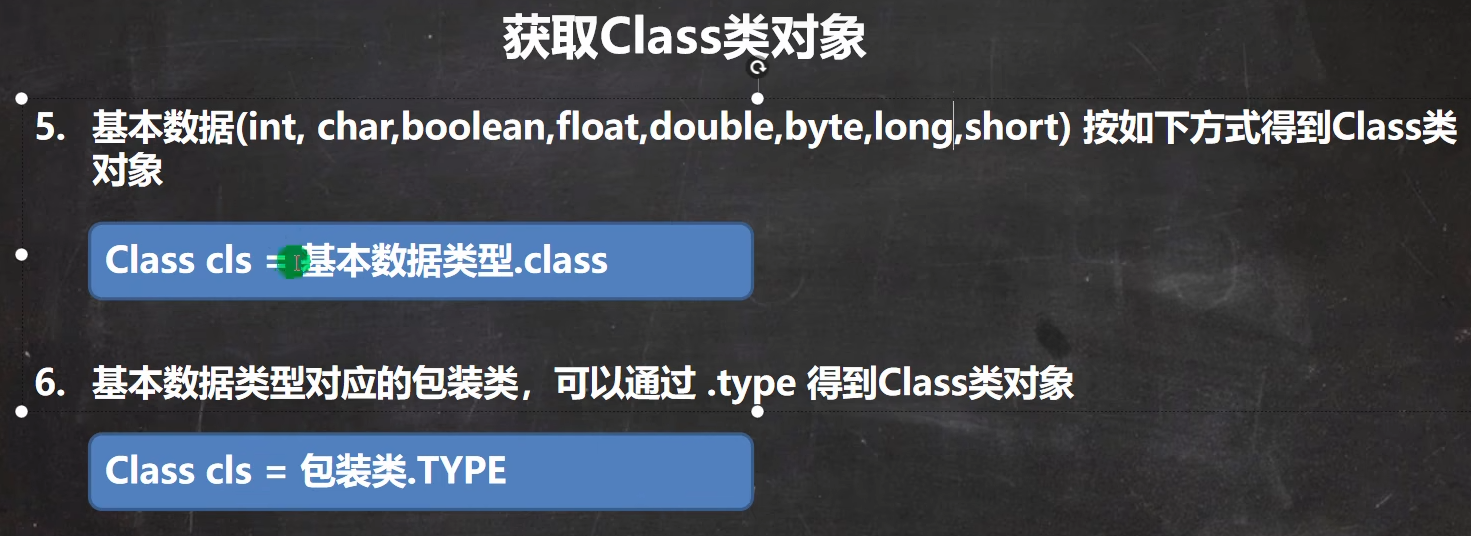 获取Class类对象
5. 基本数据(int, char,boolean,float,double,byte,long,short) 按如下方式得到Class类
对象
Class cls = 基本数据类型.class
6. 基本数据类型对应的包装类，可以通过 .type 得到Class类对象
Class cls = 包装类.TYPE